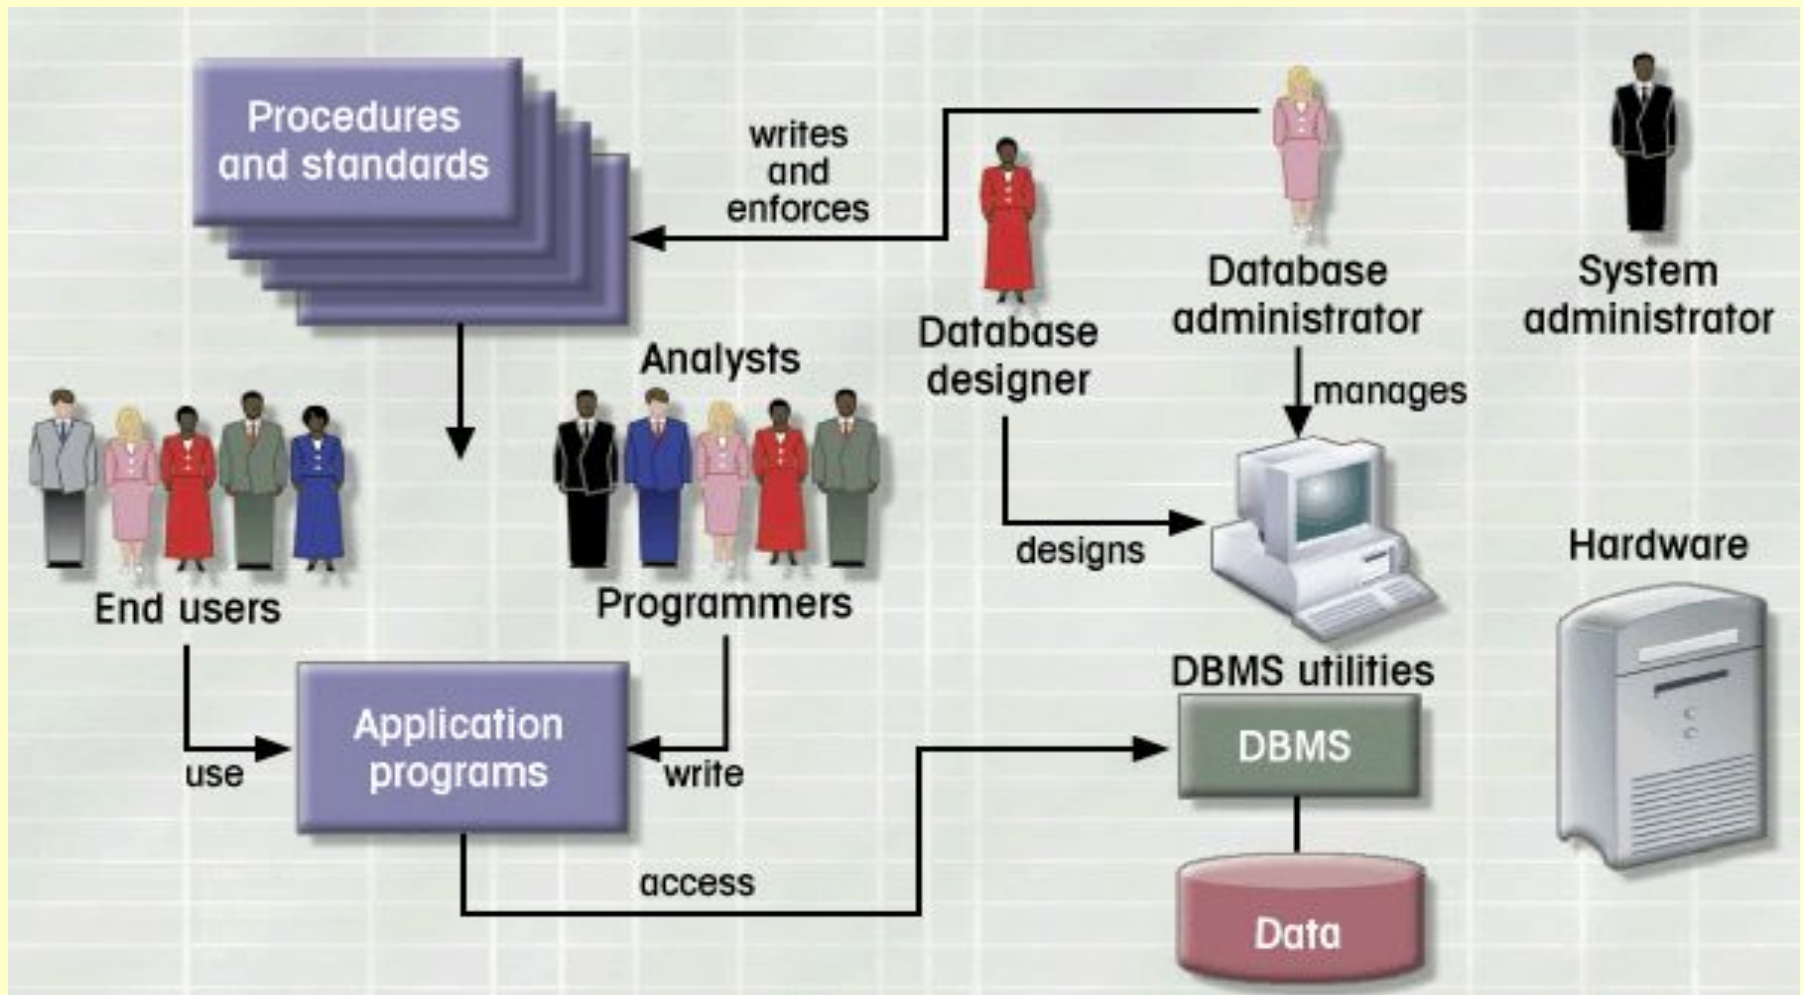 Procedures
and standards
writes
and
enforces
Database
administrator
System
administrator
Database
designer
Analysts
manages
designs
End users
Programmers
Hardware
DBMS utilities
Application
programs
use
write
DBMS
access
Data